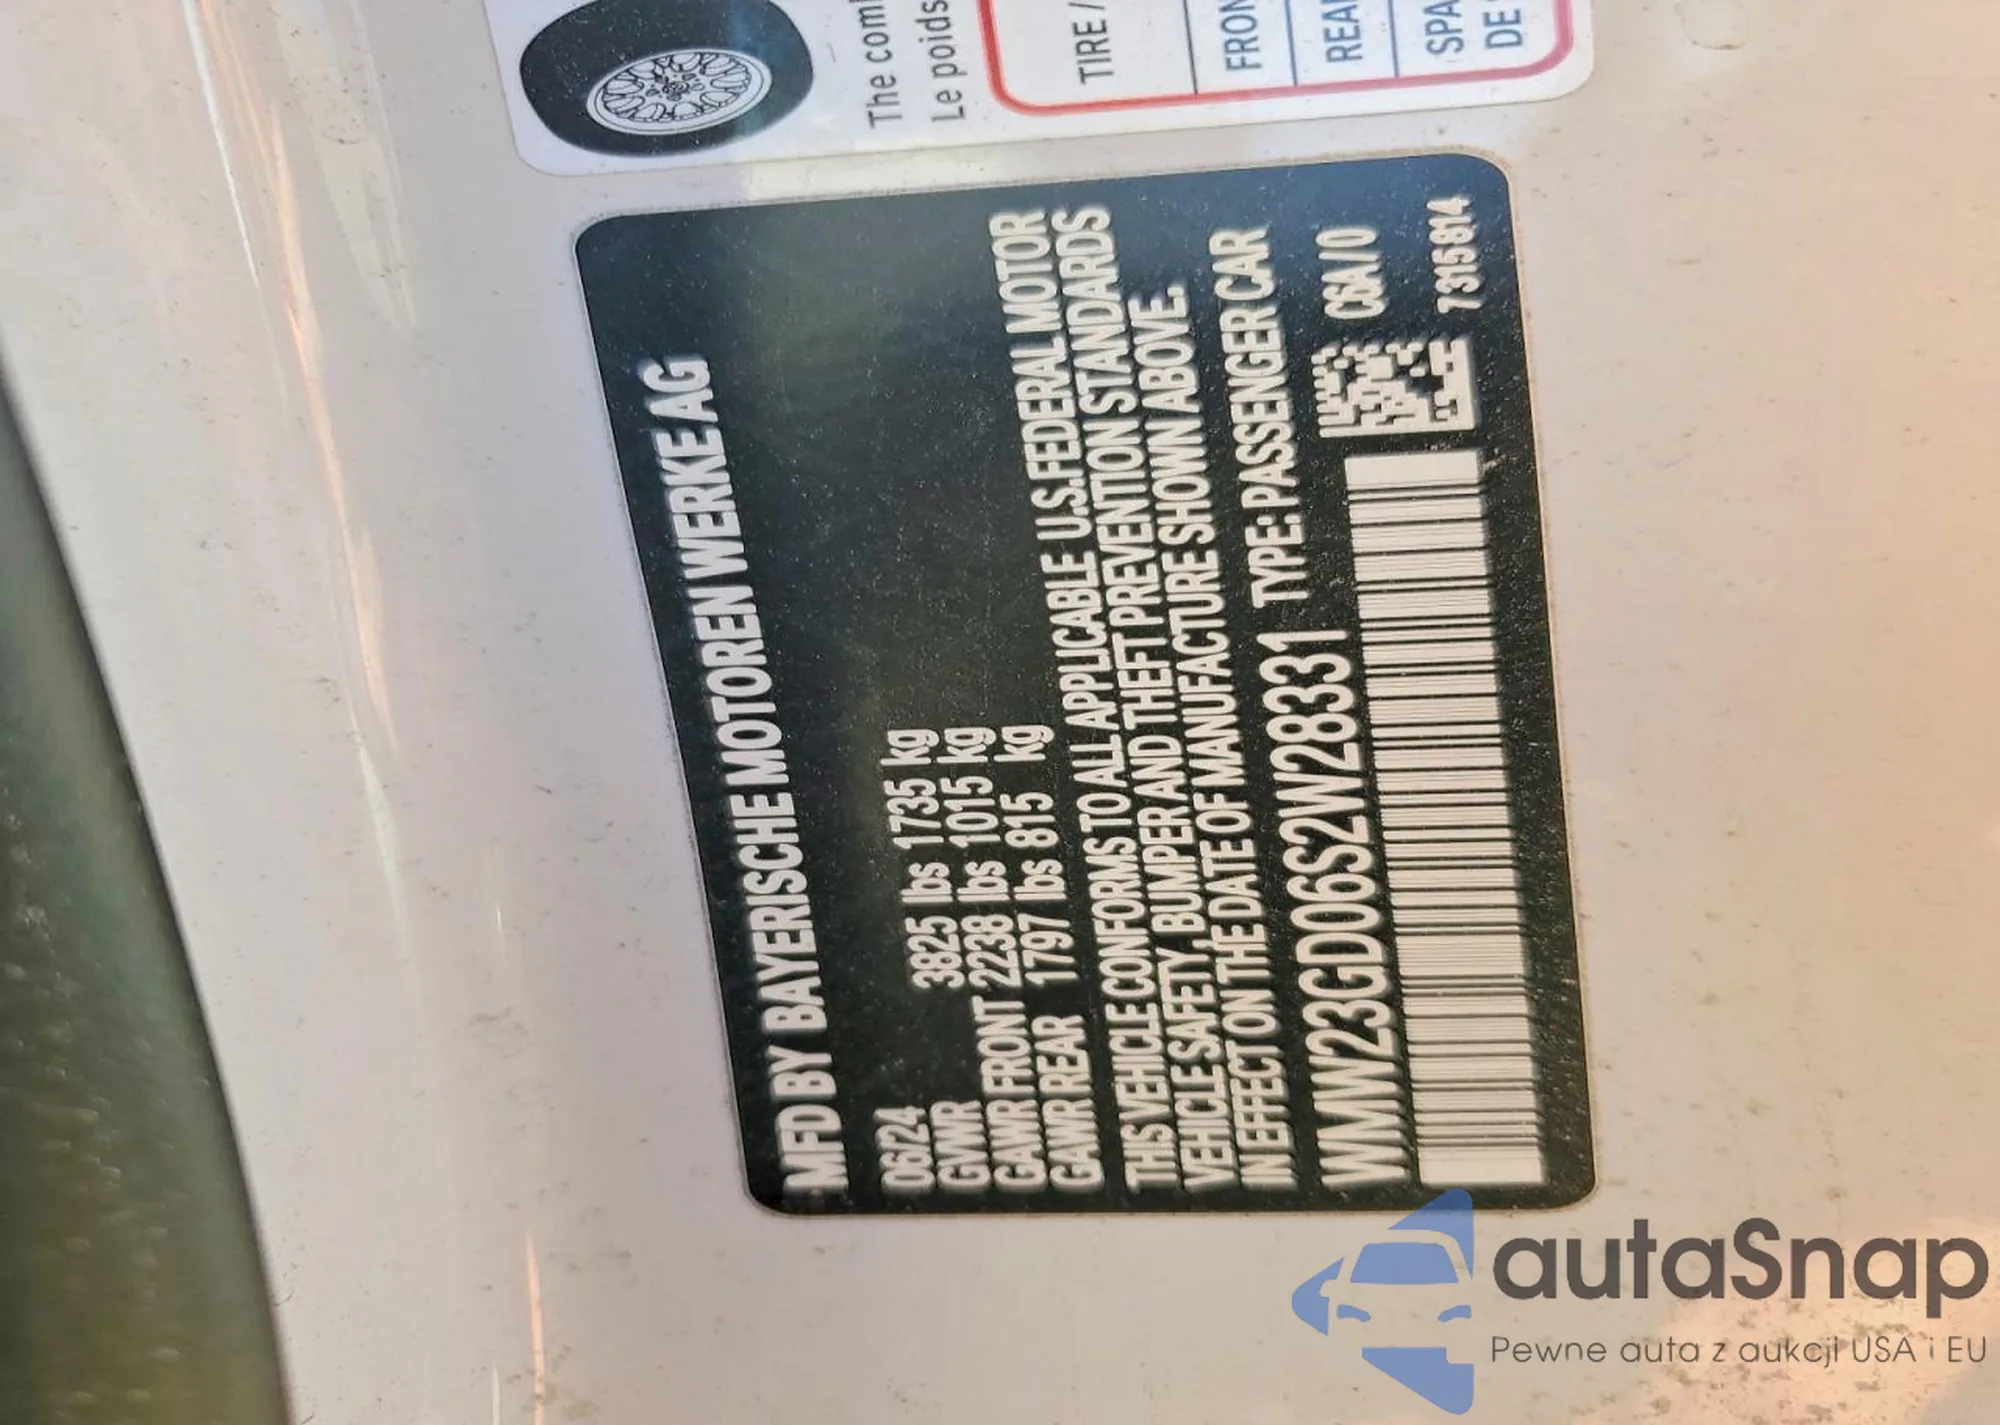 The com
Le poids
TIRE /
FRON
REAR
SPA
DE
MFD BY BAYERISCHE MOTOREN WERKE AG
06/24
GVWR 3825 lbs 1735 kg
GAWR FRONT 2238 lbs 1015 kg
GAWR REAR 1797 lbs 815 kg
THIS VEHICLE CONFORMS TO ALL APPLICABLE U.S. FEDERAL MOTOR
VEHICLE SAFETY, BUMPER AND THEFT PREVENTION STANDARDS
IN EFFECT ON THE DATE OF MANUFACTURE SHOWN ABOVE.
WMW23GD06S2W28331 TYPE: PASSENGER CAR
C6A/0
7315814
autaSnap
Pewne auta z aukcji USA i EU